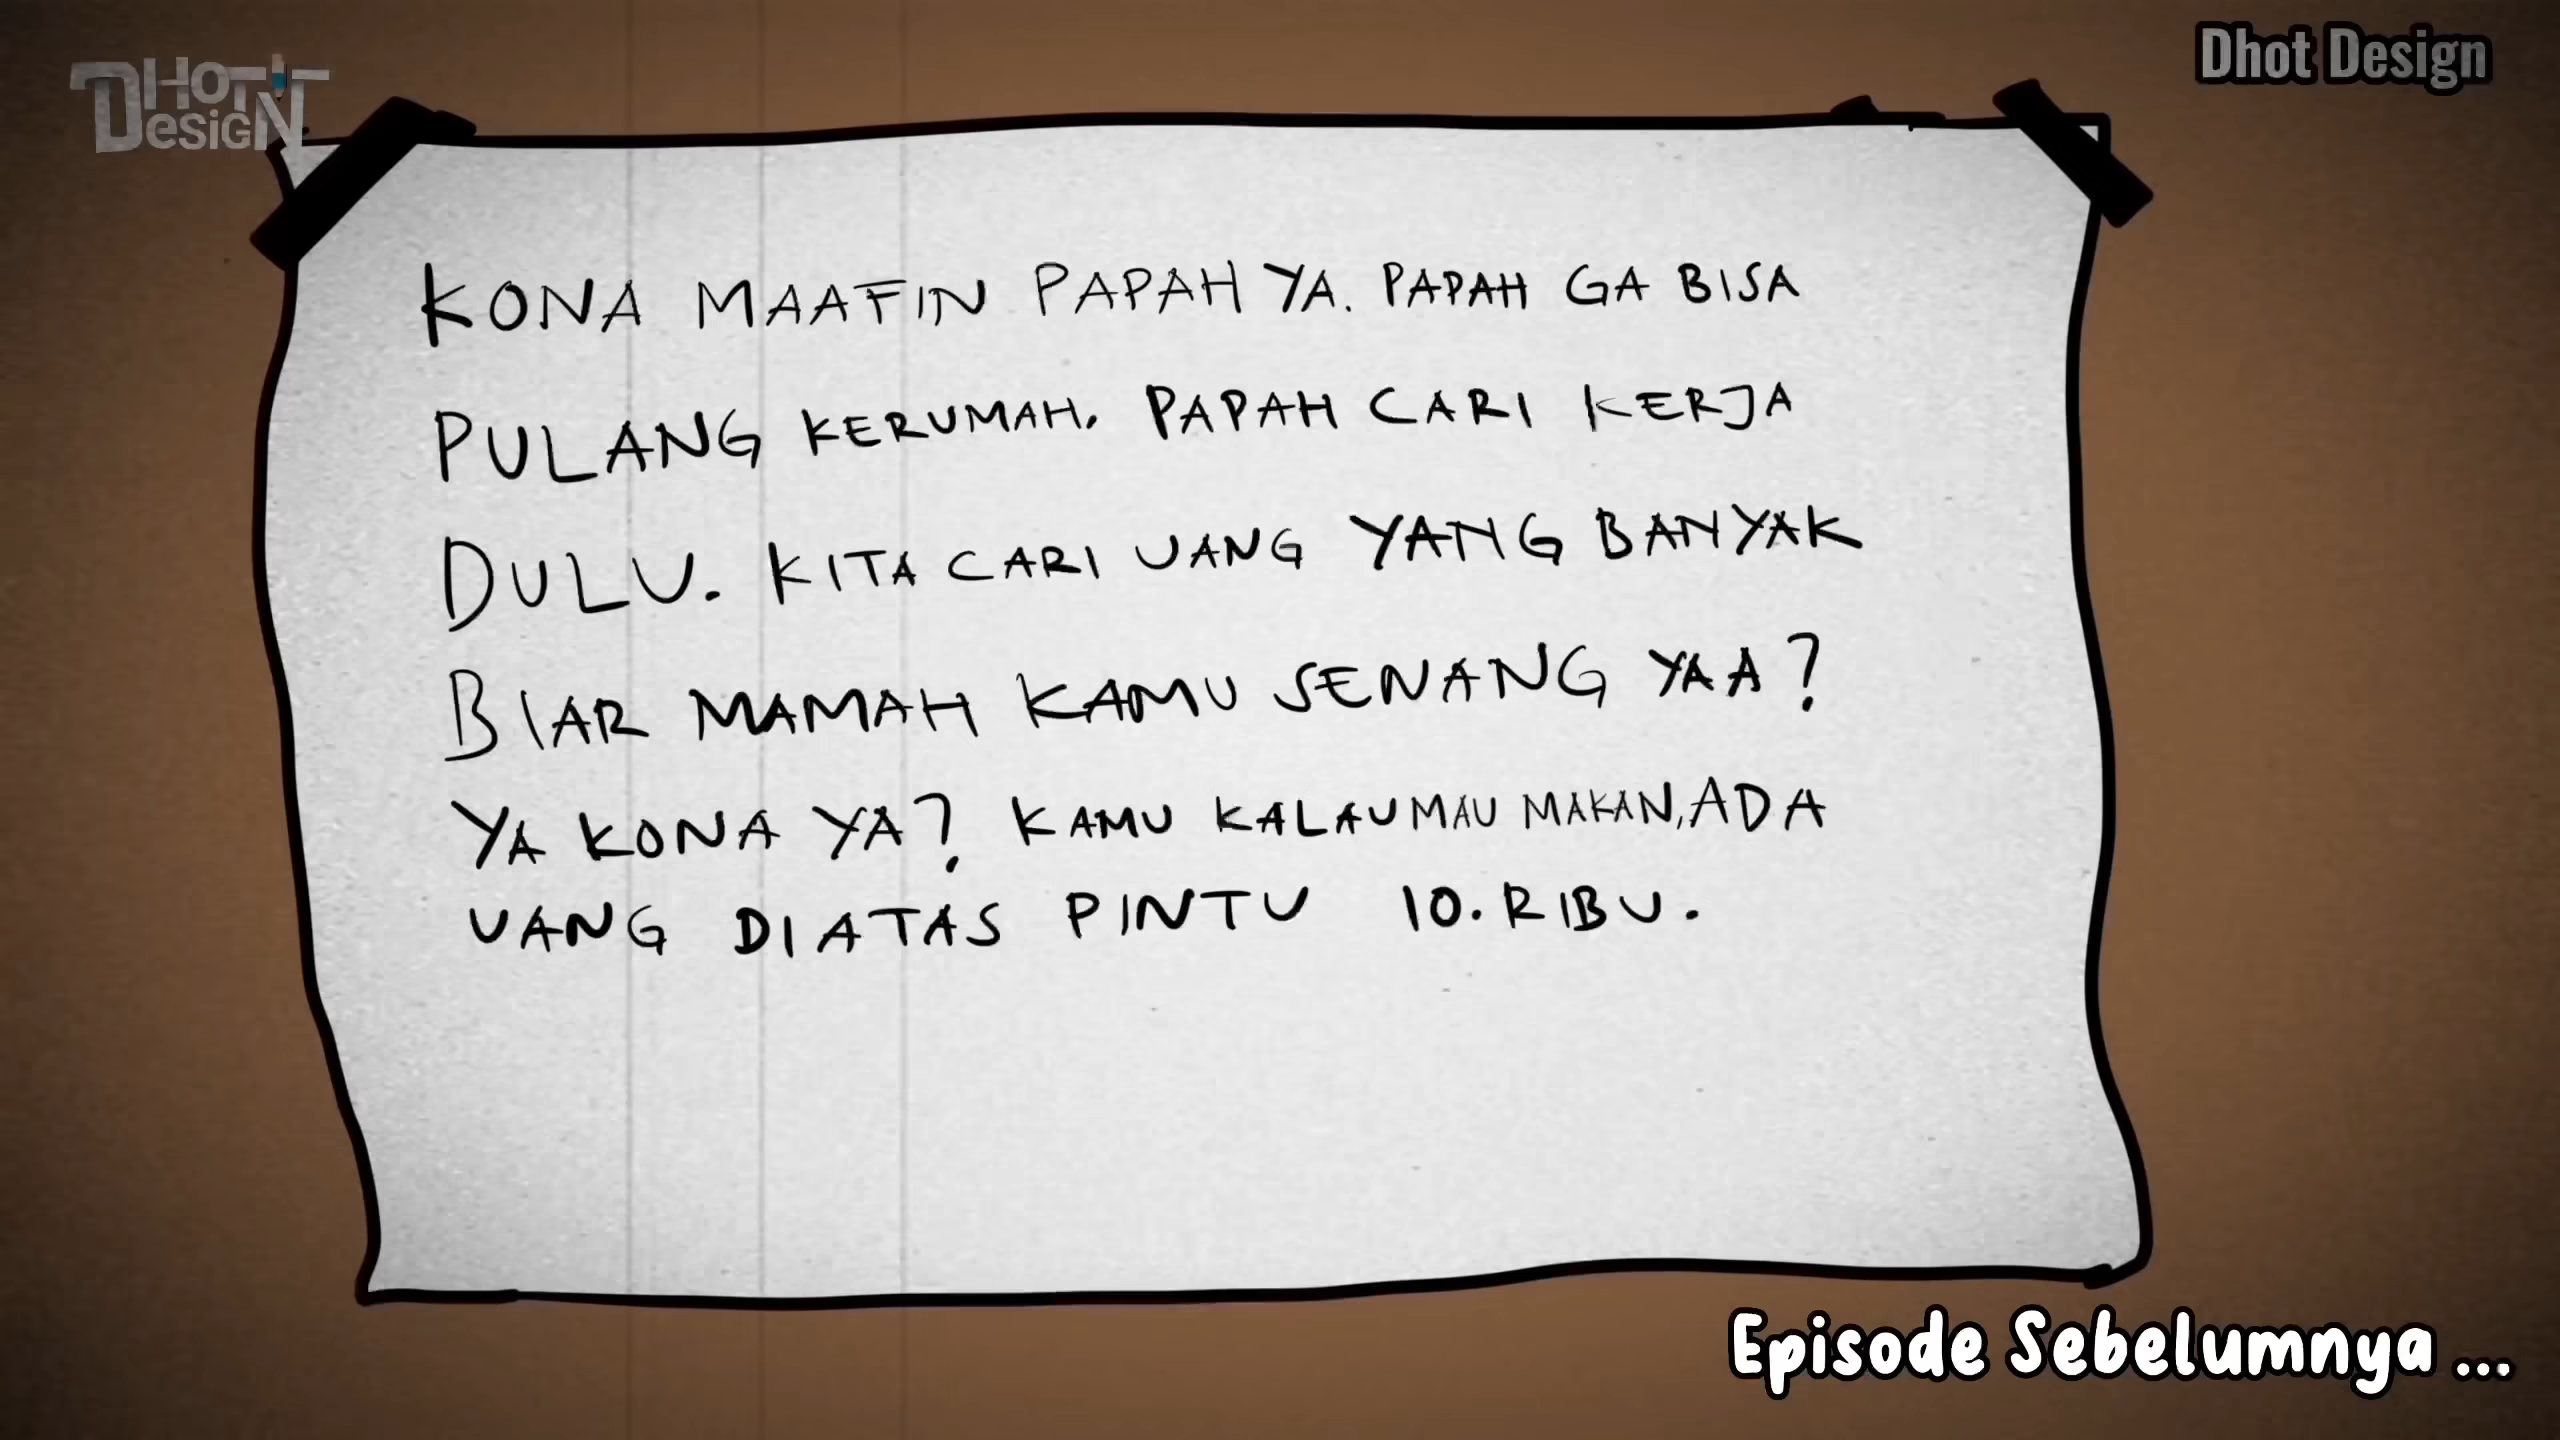 DHOT DESIGN
Dhot Design
KONA MAAFIN PAPAH YA. PAPAH GA BISA
PULANG KERUMAH. PAPAH CARI KERJA
DULU. KITA CARI UANG YANG BANYAK
BIAR MAMAH KAMU SENANG YAA?
YA KONA YA? KAMU KALAU MAU MAKAN, ADA
UANG DIATAS PINTU 10.RIBU.
Episode Sebelumnya ...